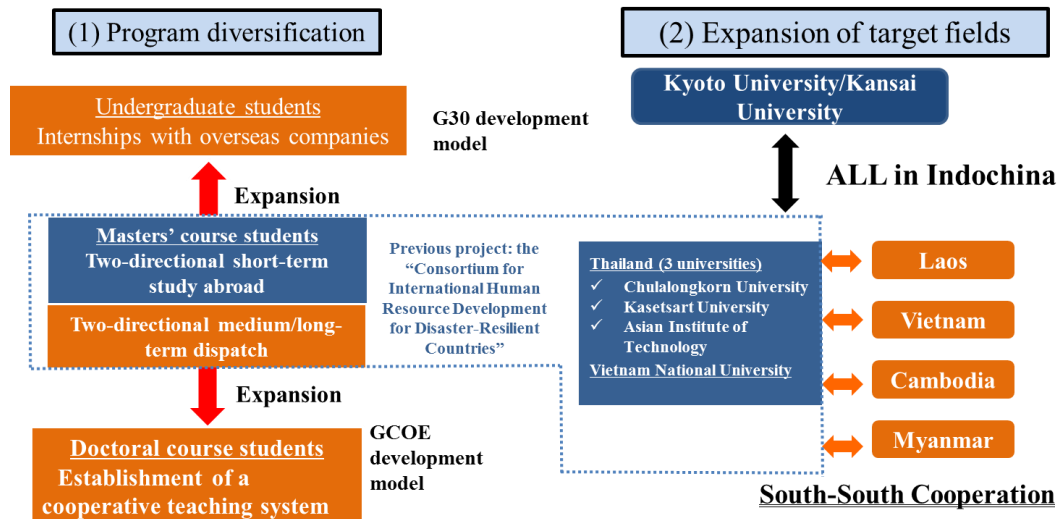 (1) Program diversification
Undergraduate students
Internships with overseas companies
G30 development
model
Expansion
Masters' course students
Two-directional short-term
study abroad
Two-directional medium/long-
term dispatch
Previous project: the
“Consortium for
International Human
Resource Development
for Disaster-Resilient
Countries”
Expansion
Doctoral course students
Establishment of a
cooperative teaching system
GCOE
development
model
(2) Expansion of target fields
Kyoto University/Kansai
University
ALL in Indochina
Thailand (3 universities)
✓ Chulalongkorn University
✓ Kasetsart University
✓ Asian Institute of
Technology
Vietnam National University
Laos
Vietnam
Cambodia
Myanmar
South-South Cooperation